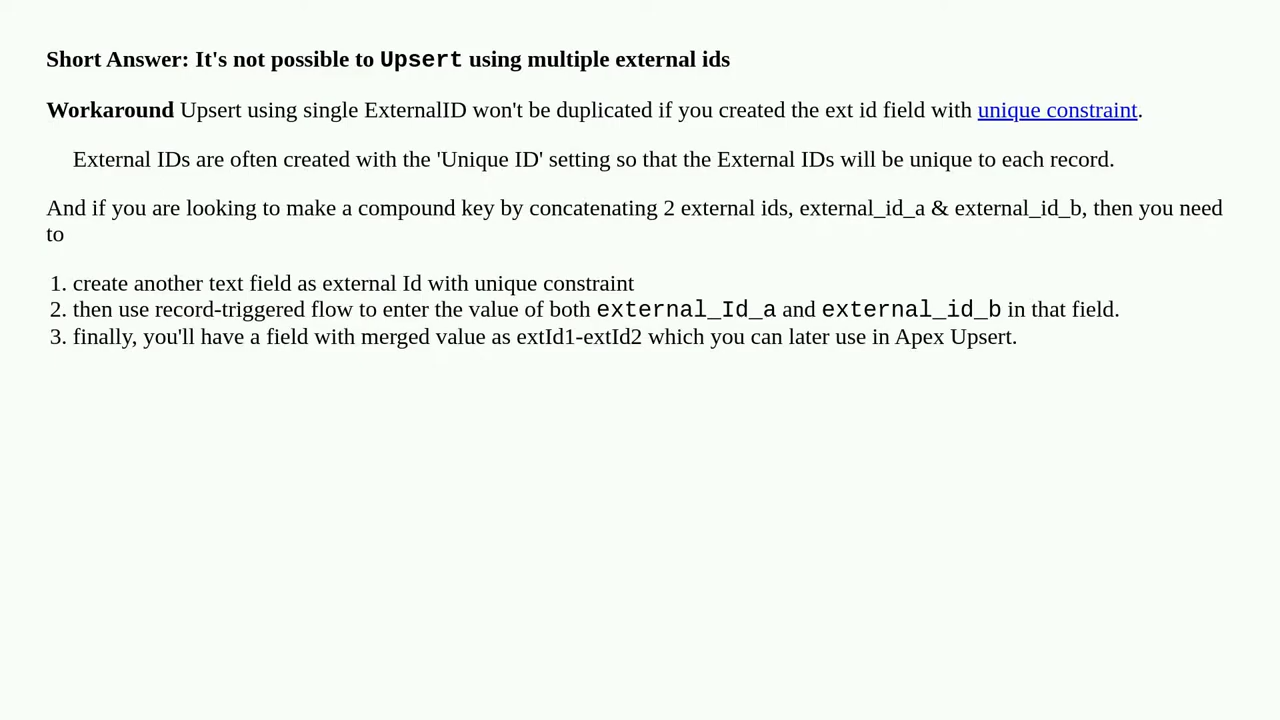 Short Answer: It's not possible to Upsert using multiple external ids
Workaround Upsert using single ExternalID won't be duplicated if you created the ext id field with unique constraint.
External IDs are often created with the 'Unique ID' setting so that the External IDs will be unique to each record.
And if you are looking to make a compound key by concatenating 2 external ids, external_id_a & external_id_b, then you need
to
1. create another text field as external Id with unique constraint
2. then use record-triggered flow to enter the value of both external_Id_a and external_id_b in that field.
3. finally, you'll have a field with merged value as extId1-extId2 which you can later use in Apex Upsert.